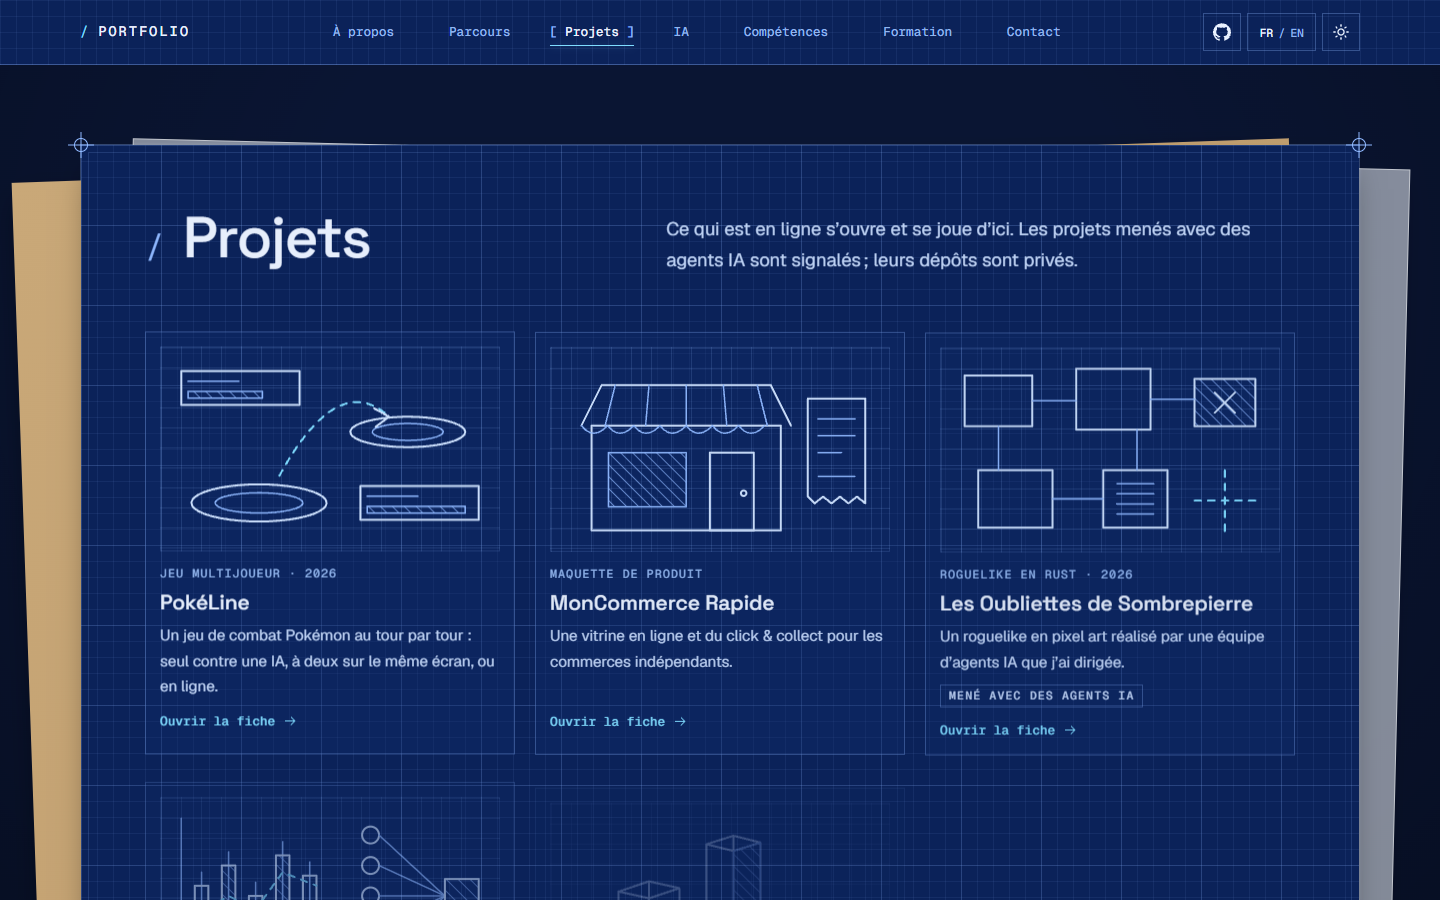 / PORTFOLIO
À propos
Parcours
[ Projets ]
IA
Compétences
Formation
Contact
FR / EN
/ Projets
Ce qui est en ligne s’ouvre et se joue d’ici. Les projets menés avec des
agents IA sont signalés ; leurs dépôts sont privés.
JEU MULTIJOUEUR · 2026
PokéLine
Un jeu de combat Pokémon au tour par tour :
seul contre une IA, à deux sur le même écran, ou
en ligne.
Ouvrir la fiche →
MAQUETTE DE PRODUIT
MonCommerce Rapide
Une vitrine en ligne et du click & collect pour les
commerces indépendants.
Ouvrir la fiche →
ROGUELIKE EN RUST · 2026
Les Oubliettes de Sombrepierre
Un roguelike en pixel art réalisé par une équipe
d’agents IA que j’ai dirigée.
MENÉ AVEC DES AGENTS IA
Ouvrir la fiche →